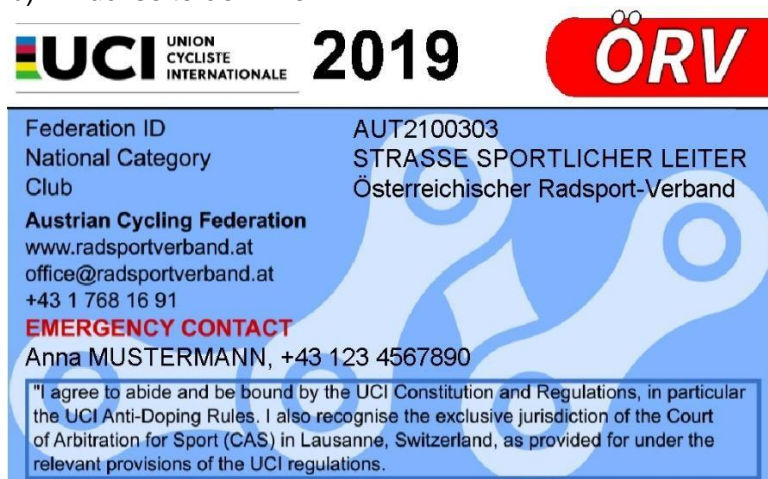 UCI UNION CYCLISTE INTERNATIONALE 2019 ÖRV
Federation ID AUT2100303
National Category STRASSE SPORTLICHER LEITER
Club Österreichischer Radsport-Verband
Austrian Cycling Federation
www.radsportverband.at
office@radsportverband.at
+43 1 768 16 91
EMERGENCY CONTACT
Anna MUSTERMANN, +43 123 4567890
"I agree to abide and be bound by the UCI Constitution and Regulations, in particular
the UCI Anti-Doping Rules. I also recognise the exclusive jurisdiction of the Court
of Arbitration for Sport (CAS) in Lausanne, Switzerland, as provided for under the
relevant provisions of the UCI regulations.